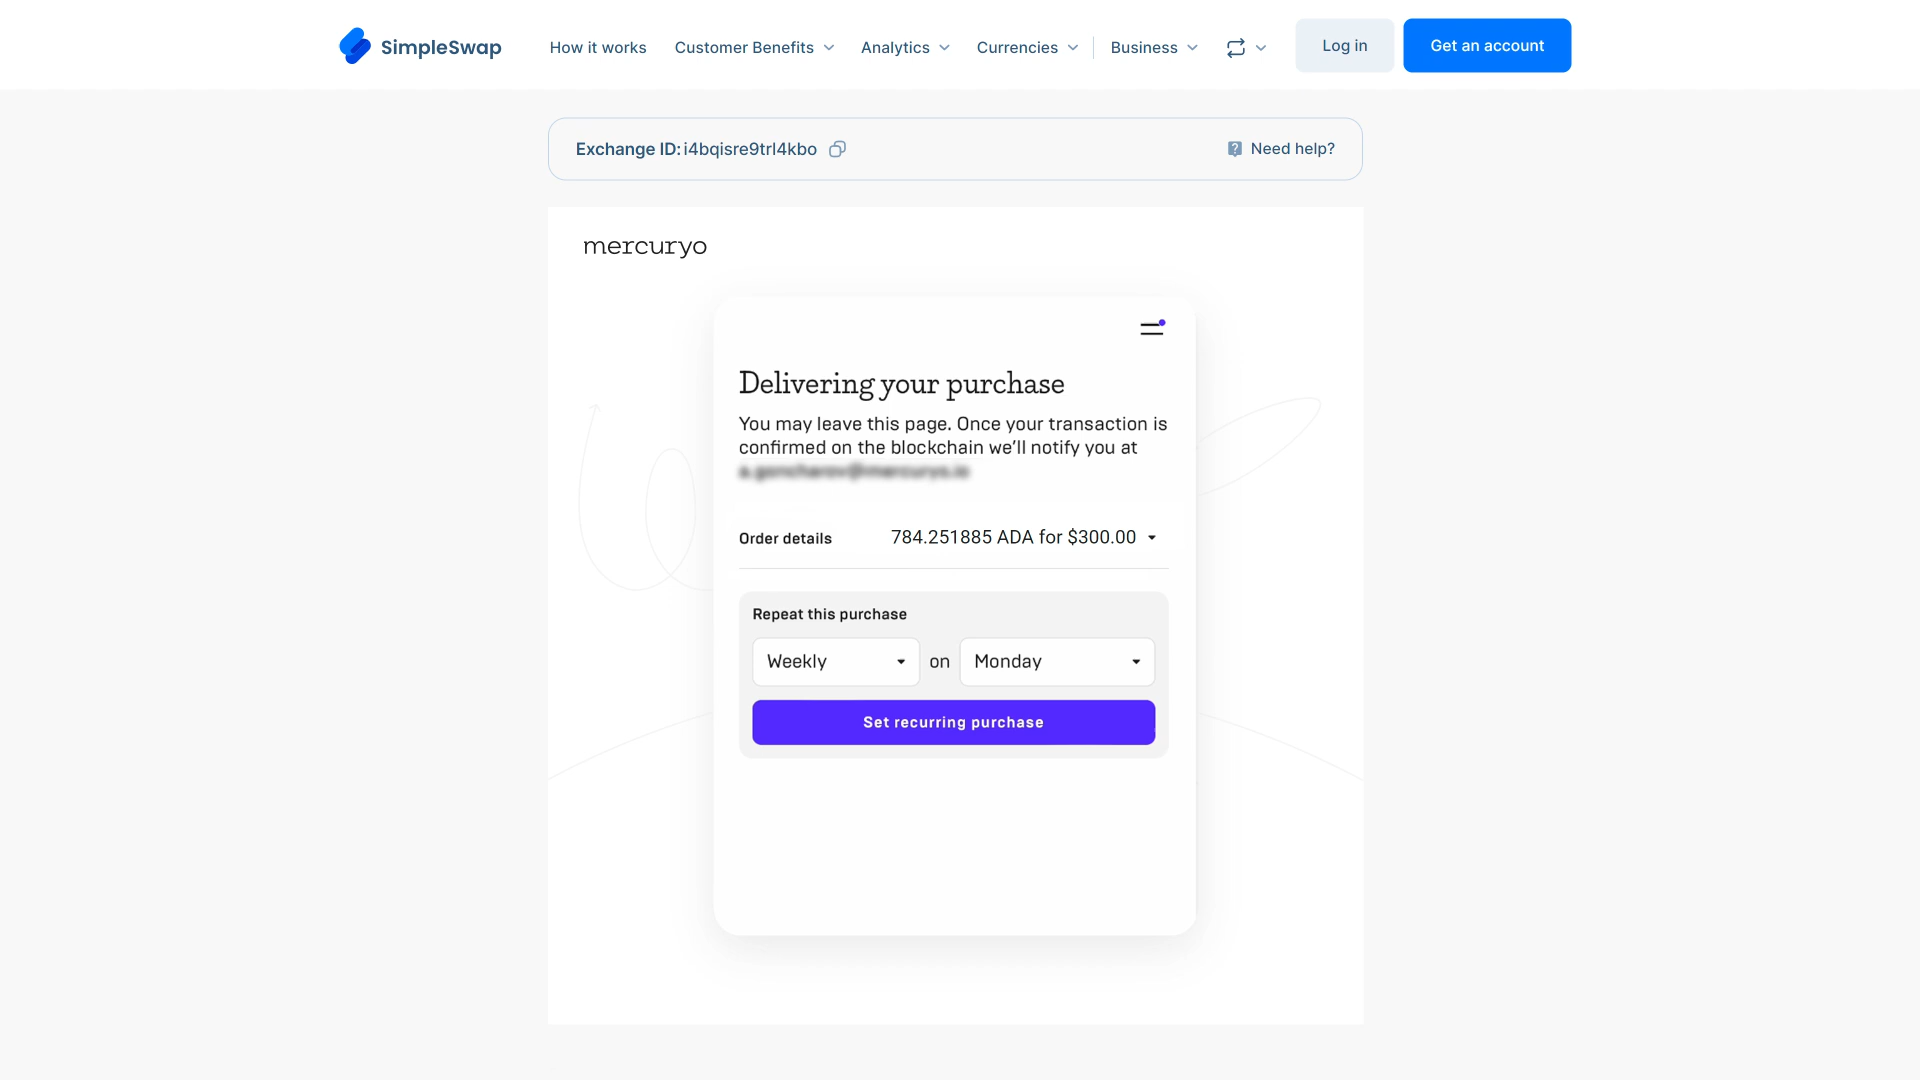 SimpleSwap
How it works
Customer Benefits
Analytics
Currencies
Business
Log in
Get an account
Exchange ID: i4bqisre9trl4kbo
Need help?
mercuryo
Delivering your purchase
You may leave this page. Once your transaction is
confirmed on the blockchain we'll notify you at
Order details
784.251885 ADA for $300.00
Repeat this purchase
Weekly on Monday
Set recurring purchase